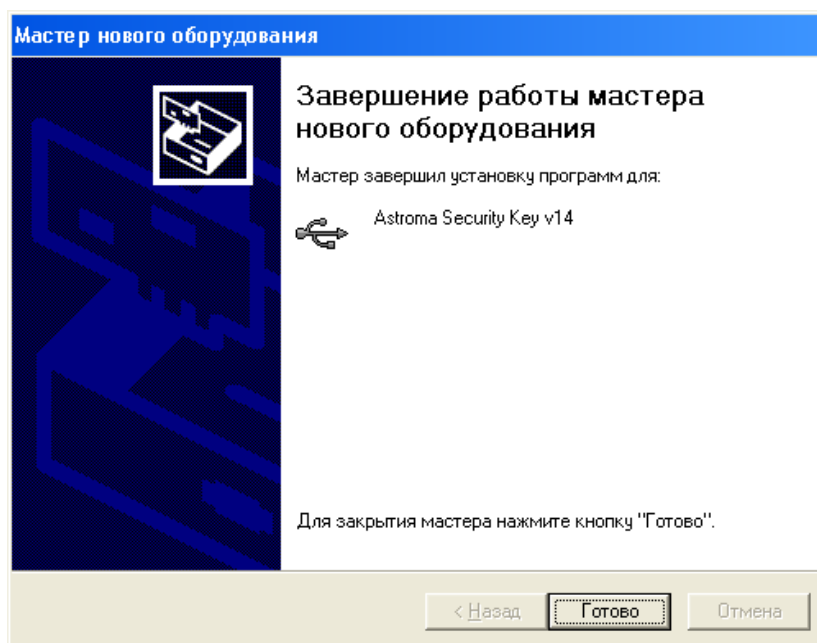 Мастер нового оборудования
Завершение работы мастера
нового оборудования
Мастер завершил установку программ для:
Astroma Security Key v14
Для закрытия мастера нажмите кнопку "Готово".
< Назад
Готово
Отмена